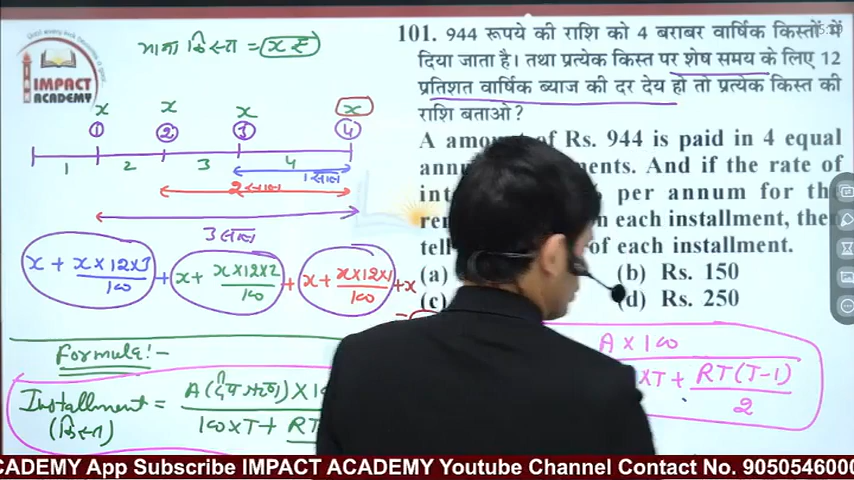 माना किस्त = x ₹
IMPACT
ACADEMY
x x x x
1 2 3 4
1 2 3 4
1 साल
2 साल
3 साल
x + x×12×3/100 + x + x×12×2/100 + x + x×12×1/100 + x
=
Formula:-
Installment = A(देय ऋण) × 1
(किस्त) 100×T + RT
101. 944 रूपये की राशि को 4 बराबर वार्षिक किस्तों में
दिया जाता है। तथा प्रत्येक किस्त पर शेष समय के लिए 12
प्रतिशत वार्षिक ब्याज की दर देय हो तो प्रत्येक किस्त की
राशि बताओ?
A amount of Rs. 944 is paid in 4 equal
ann ments. And if the rate of
int per annum for the
re n each installment, then
tell of each installment.
(a) (b) Rs. 150
(c) (d) Rs. 250
A × 100
×T + RT(T-1)
2
ACADEMY App Subscribe IMPACT ACADEMY Youtube Channel Contact No. 9050546000